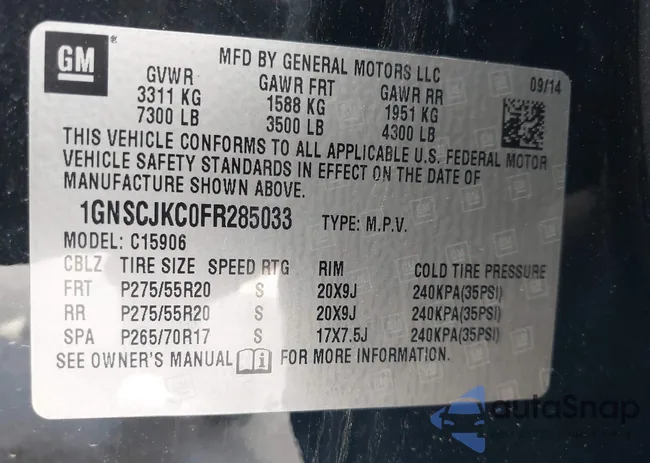 GM®
MFD BY GENERAL MOTORS LLC
GVWR GAWR FRT GAWR RR 09/14
3311 KG 1588 KG 1951 KG
7300 LB 3500 LB 4300 LB
THIS VEHICLE CONFORMS TO ALL APPLICABLE U.S. FEDERAL MOTOR
VEHICLE SAFETY STANDARDS IN EFFECT ON THE DATE OF
MANUFACTURE SHOWN ABOVE.
1GNSCJKC0FR285033 TYPE: M.P.V.
MODEL: C15906
CBLZ TIRE SIZE SPEED RTG RIM COLD TIRE PRESSURE
FRT P275/55R20 S 20X9J 240KPA(35PSI)
RR P275/55R20 S 20X9J 240KPA(35PSI)
SPA P265/70R17 S 17X7.5J 240KPA(35PSI)
SEE OWNER'S MANUAL FOR MORE INFORMATION.
autoSnap